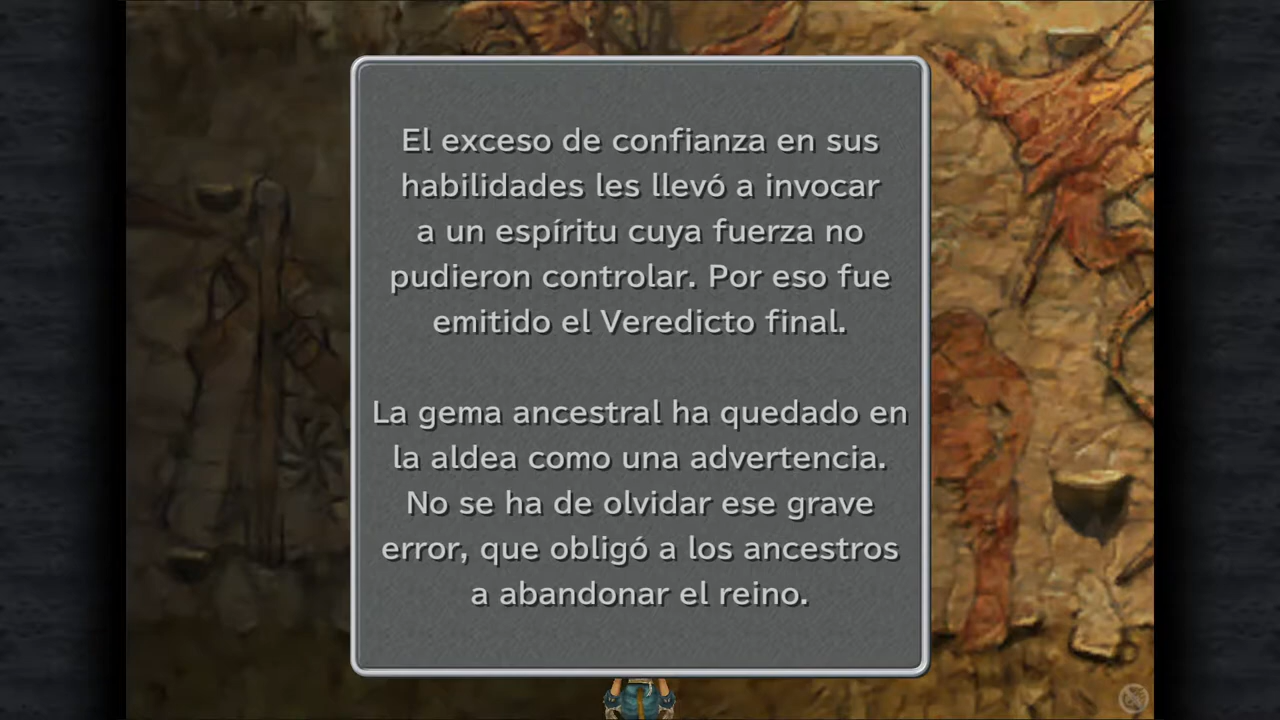 El exceso de confianza en sus
habilidades les llevó a invocar
a un espíritu cuya fuerza no
pudieron controlar. Por eso fue
emitido el Veredicto final.
La gema ancestral ha quedado en
la aldea como una advertencia.
No se ha de olvidar ese grave
error, que obligó a los ancestros
a abandonar el reino.